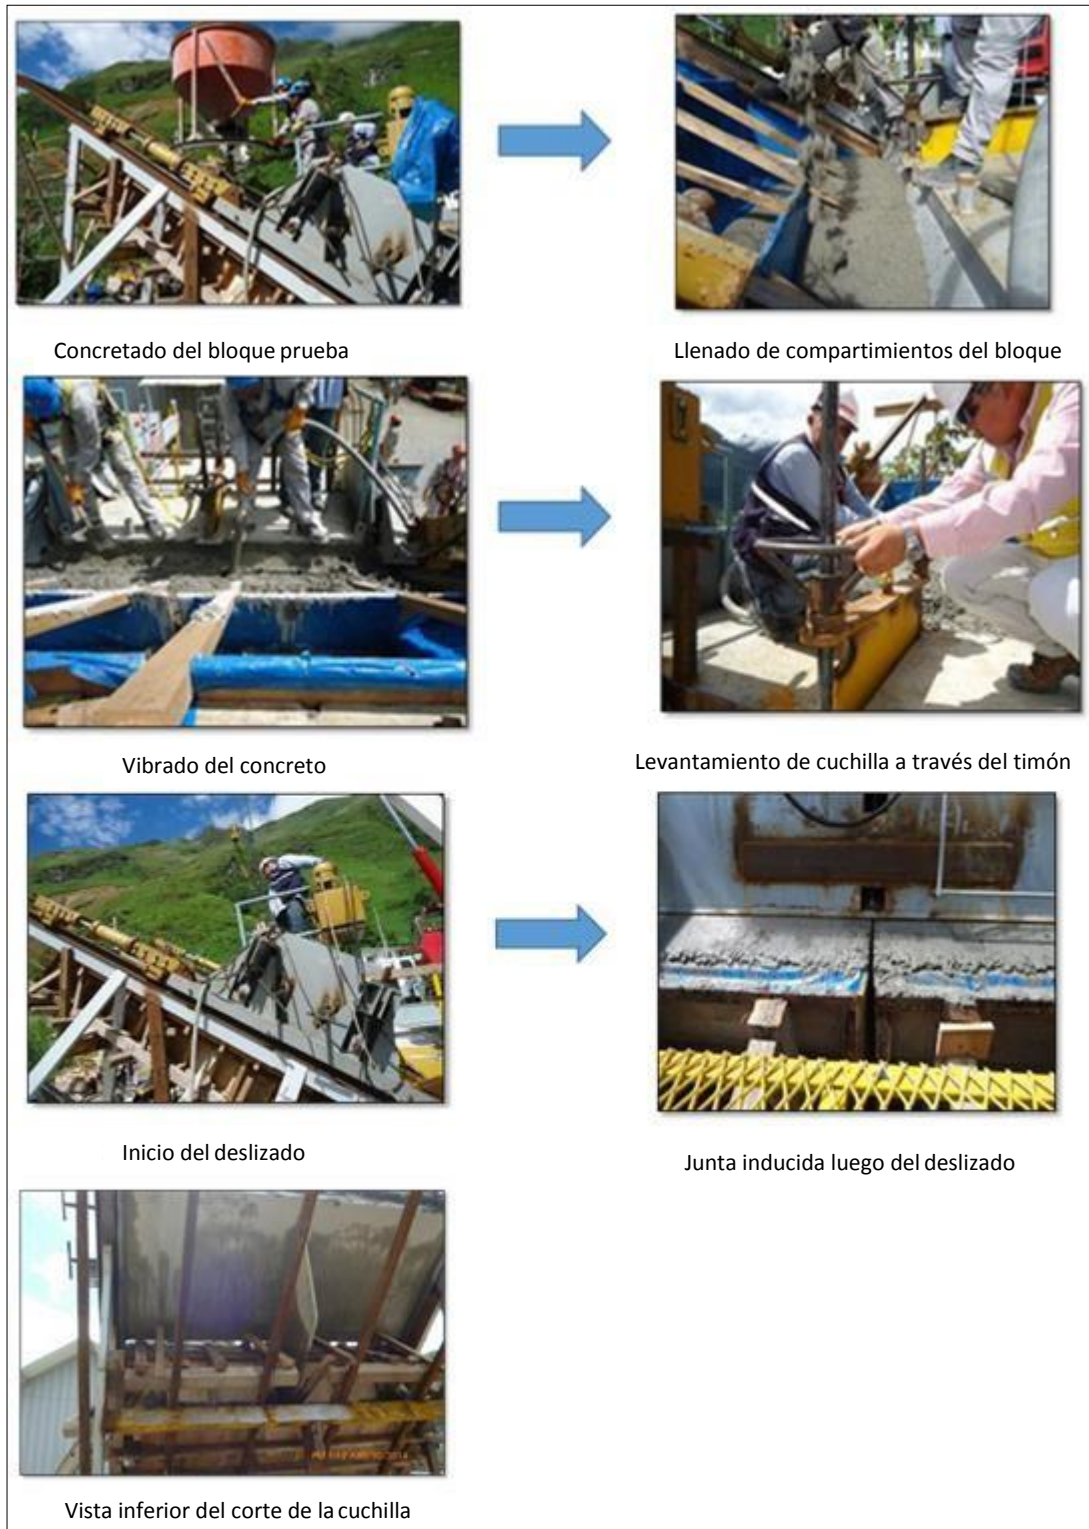 Concretado del bloque prueba
Llenado de compartimientos del bloque
Vibrado del concreto
Levantamiento de cuchilla a través del timón
Inicio del deslizado
Junta inducida luego del deslizado
Vista inferior del corte de la cuchilla